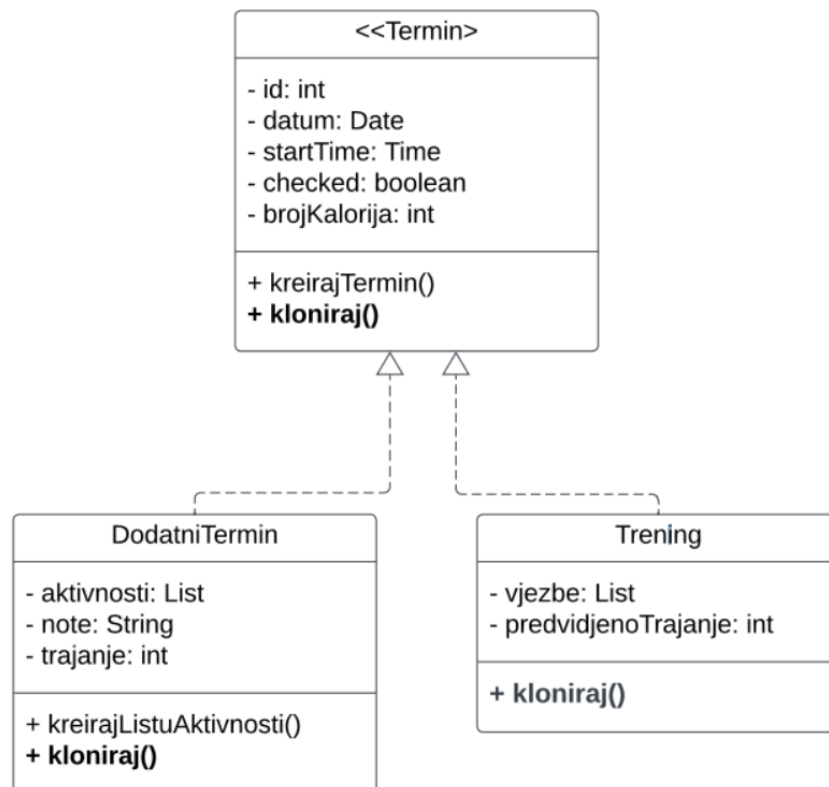 <<Termin>
- id: int
- datum: Date
- startTime: Time
- checked: boolean
- brojKalorija: int
+ kreirajTermin()
+ kloniraj()
DodatniTermin
- aktivnosti: List
- note: String
- trajanje: int
+ kreirajListuAktivnosti()
+ kloniraj()
Trening
- vjezbe: List
- predvidjenoTrajanje: int
+ kloniraj()